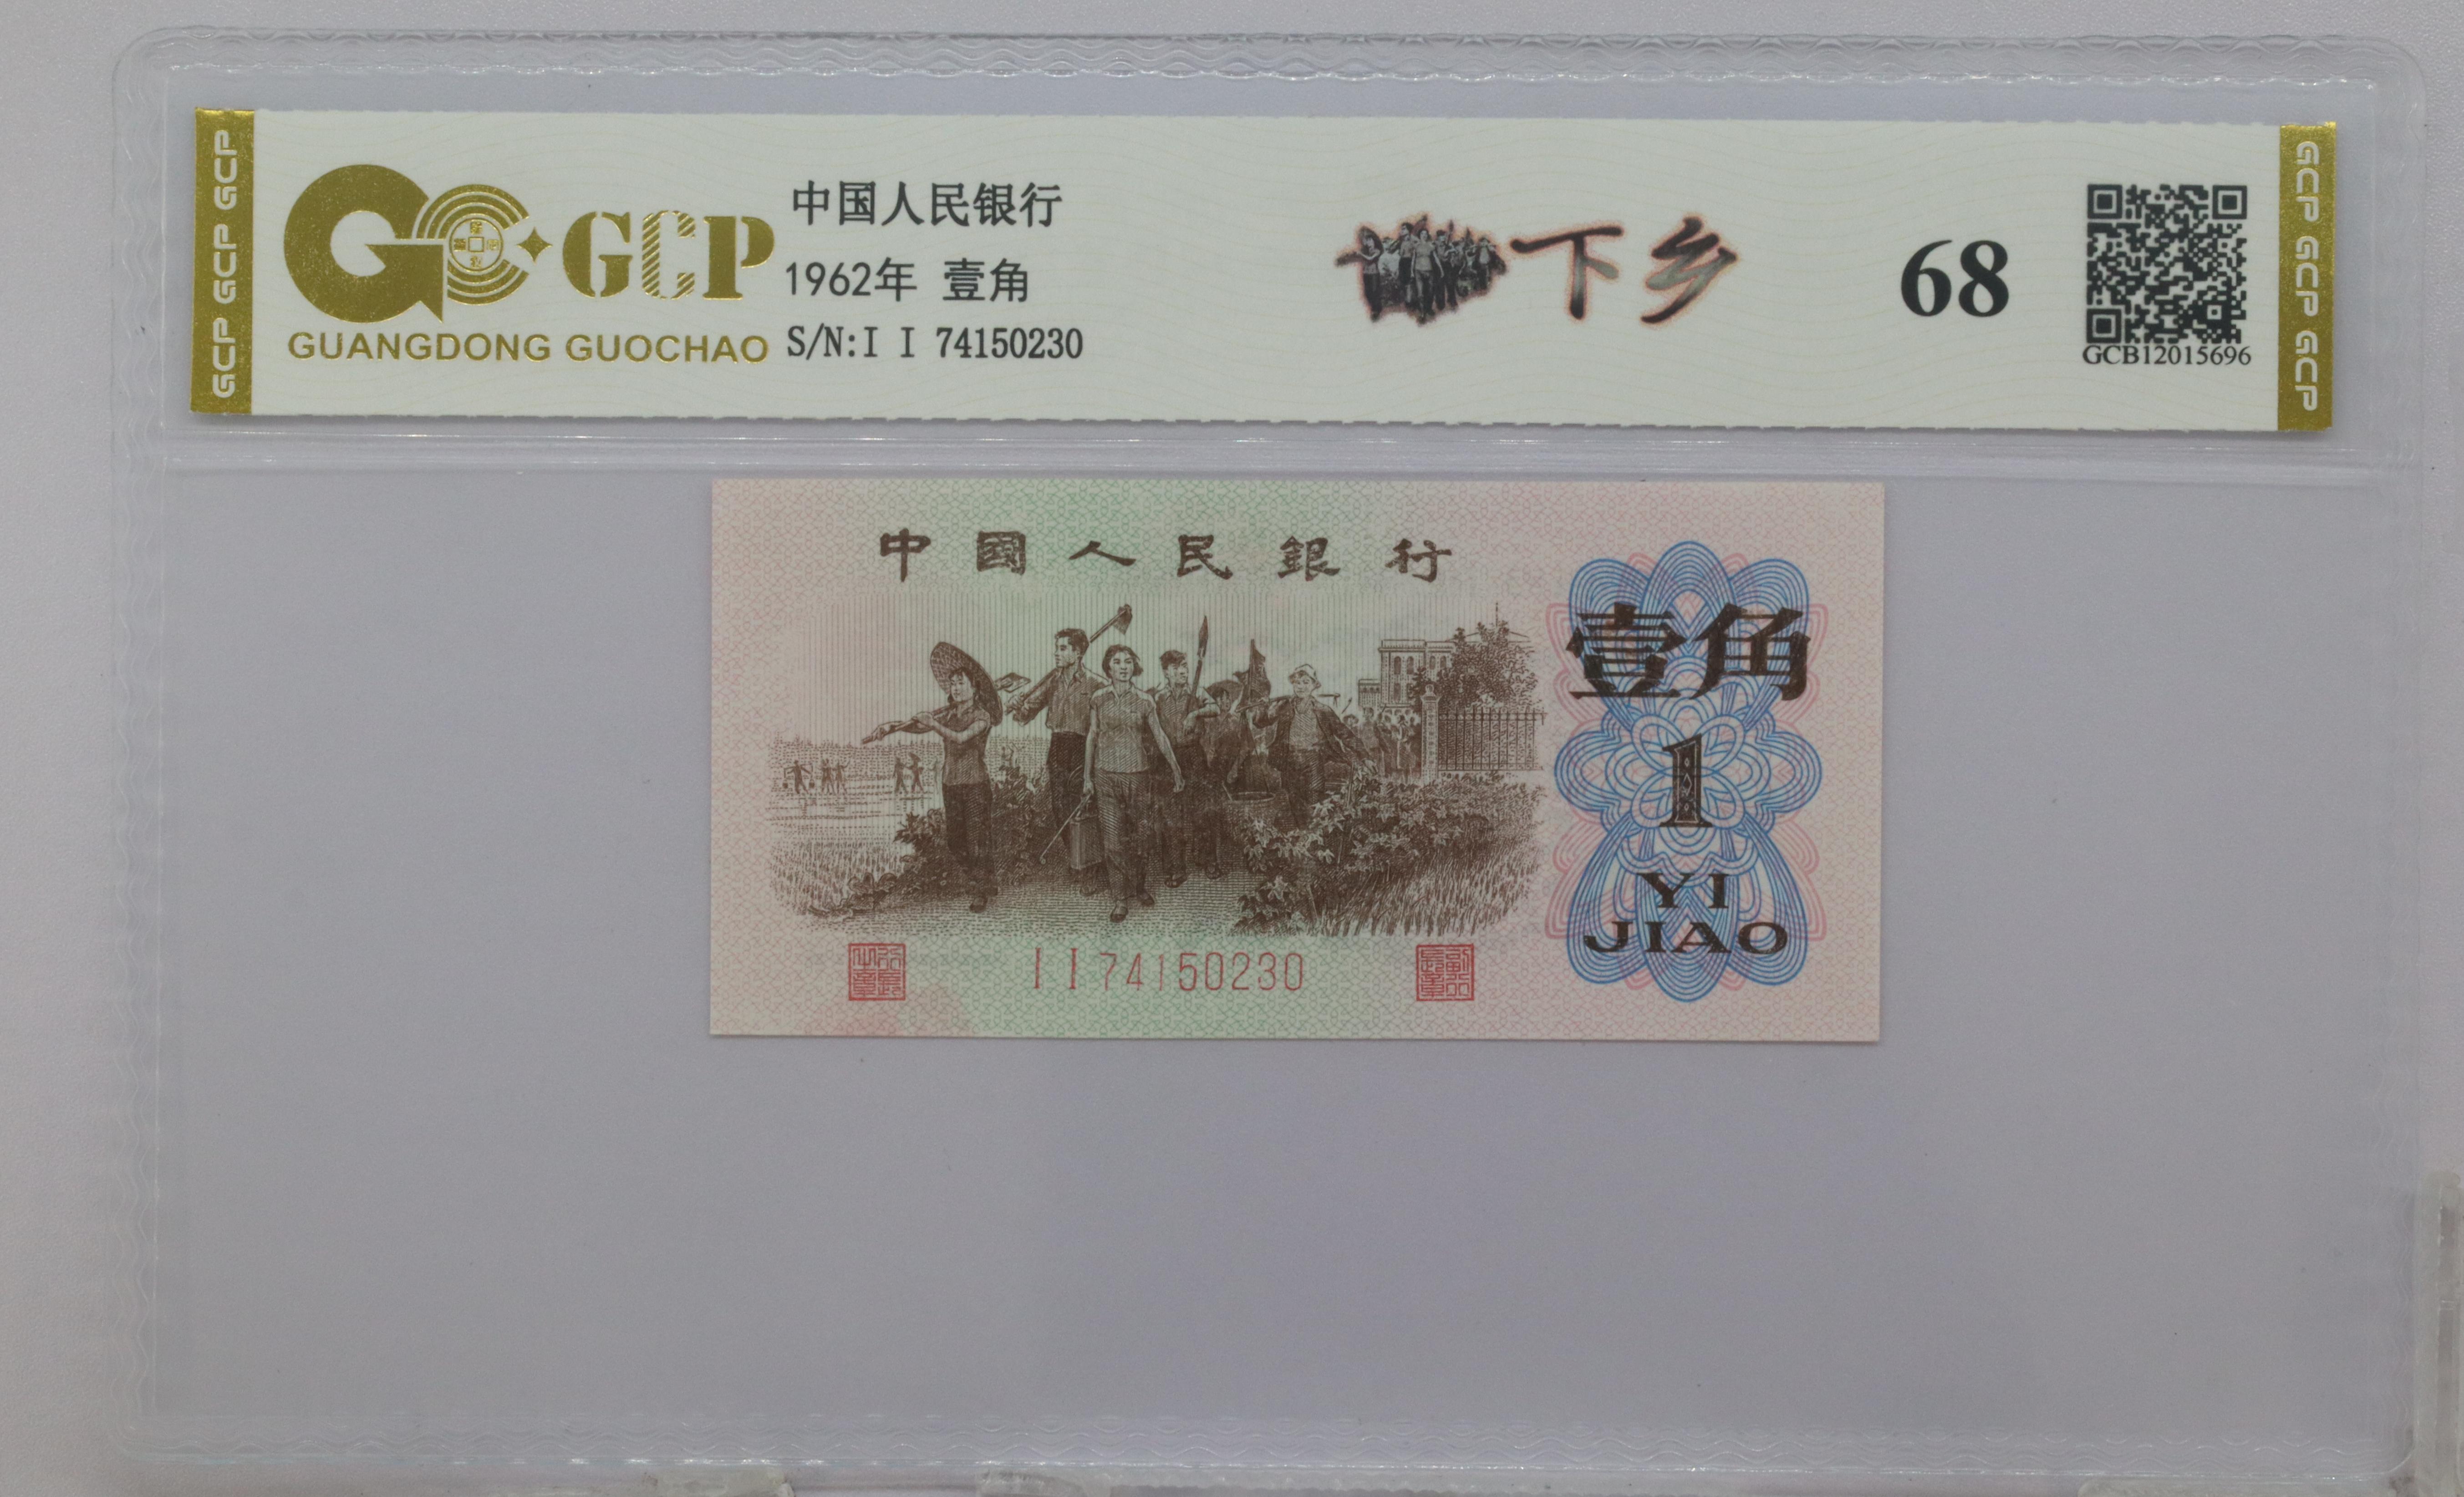 GCP GCP GCP
GCP
GUANGDONG GUOCHAO
中国人民银行
1962年 壹角
S/N:I I 74150230
下乡
68
GCB12015696
GCP GCP GCP
中國人民銀行
壹角
1
YI
JIAO
I I 74150230